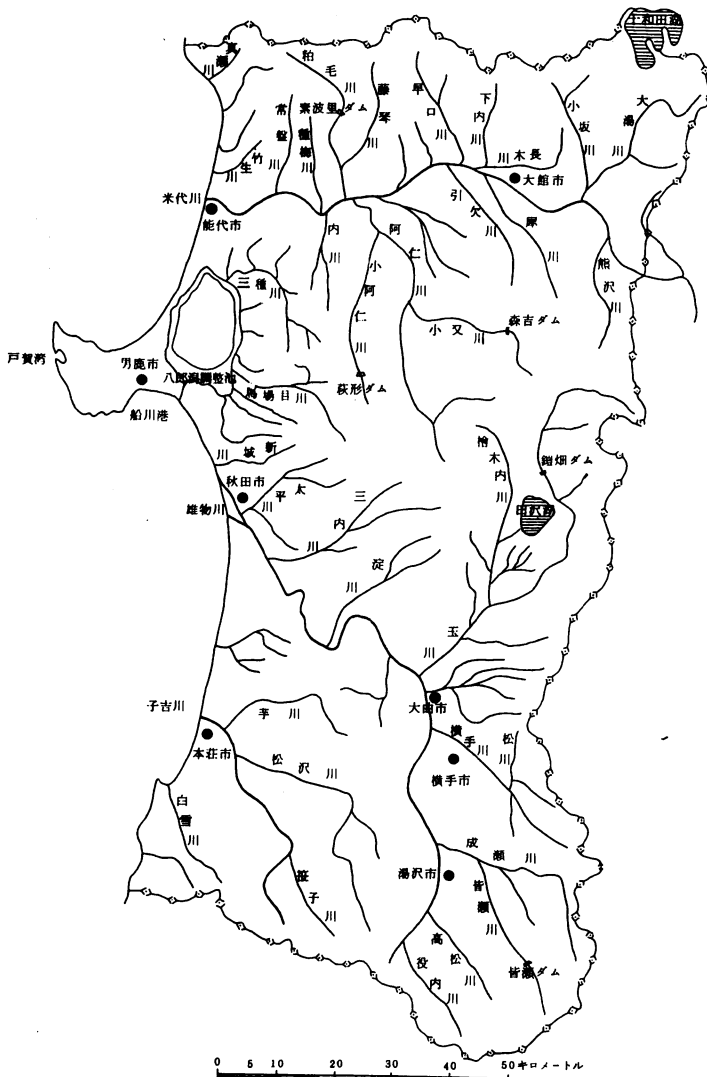 十和田湖
真瀬川
粕毛川
素波里ダム
藤琴川
早口川
下内川
小坂川
大湯川
常盤川
種梅川
竹生川
長木川
大館市
米代川
能代市
内川
阿仁川
小阿仁川
引欠川
犀川
熊沢川
三種川
小又川
森吉ダム
戸賀湾
男鹿市
八郎潟調整池
馬場目川
萩形ダム
船川港
新城川
檜木内川
鎧畑ダム
秋田市
太平川
三内川
田沢湖
雄物川
淀川
玉川
大曲市
子吉川
芋川
横手川
松川
本荘市
松沢川
横手市
白雪川
成瀬川
湯沢市
皆瀬川
笹子川
高松川
役内川
皆瀬ダム
0 5 10 20 30 40 50キロメートル